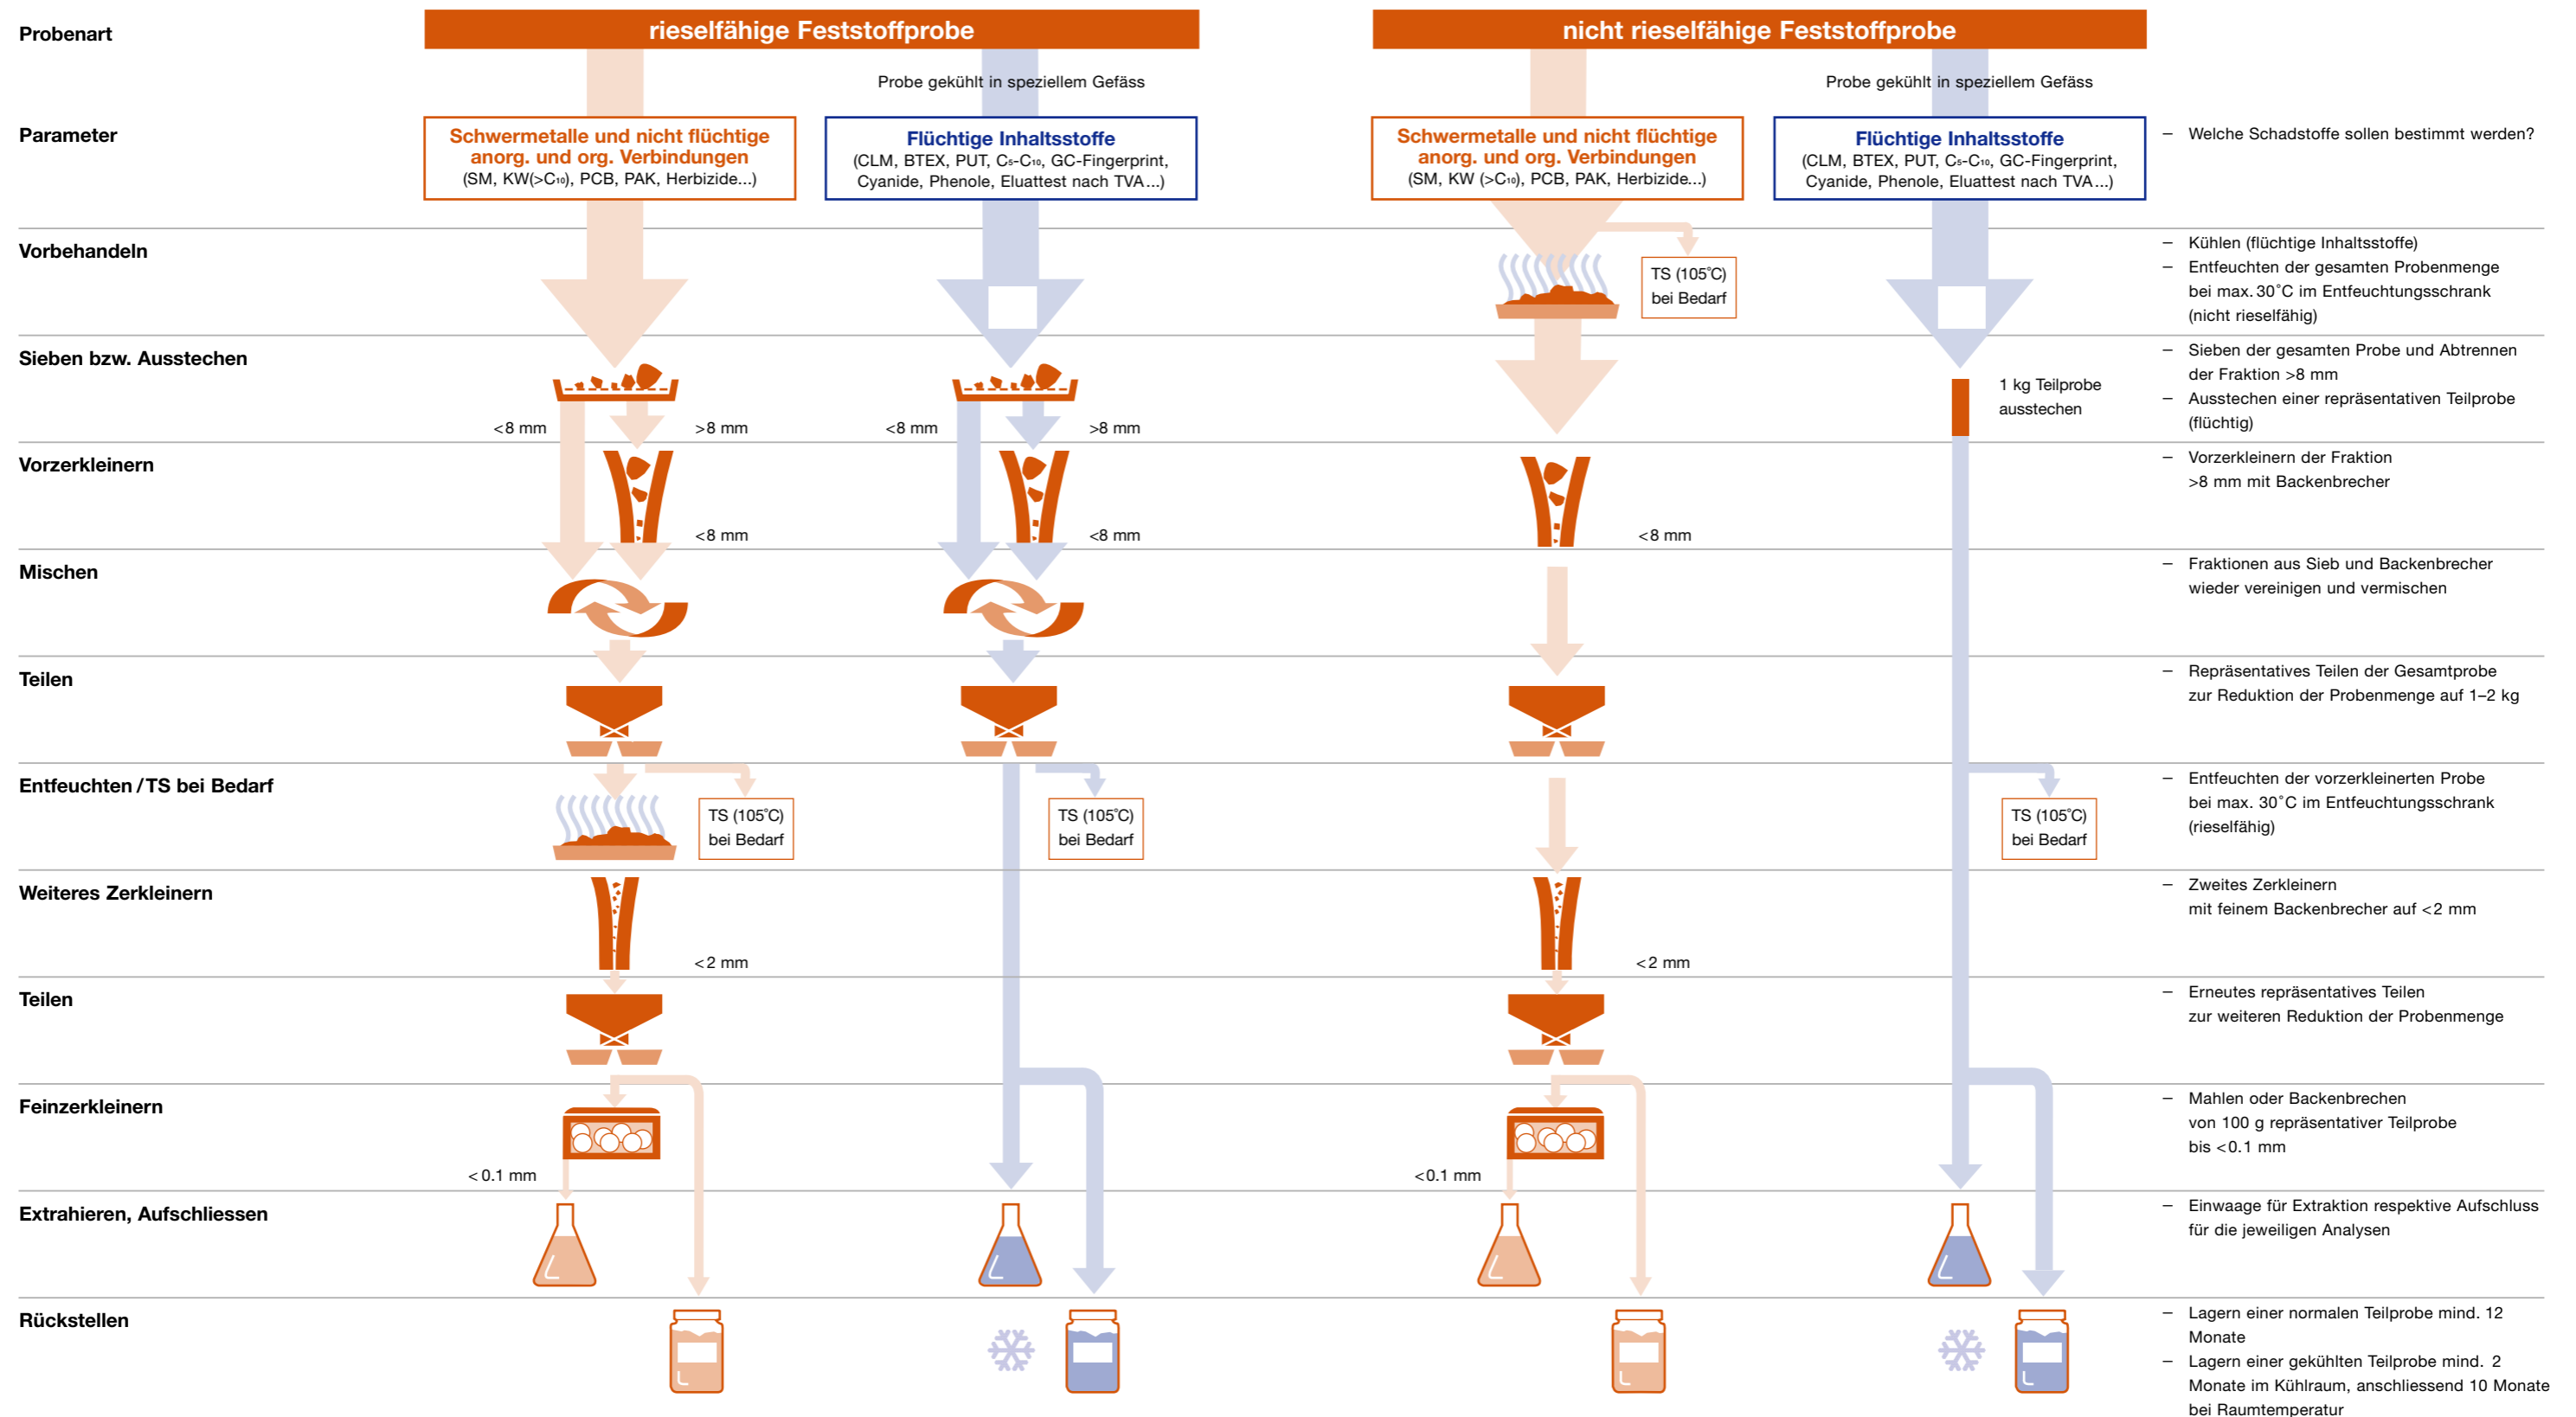 Probenart
rieselfähige Feststoffprobe
nicht rieselfähige Feststoffprobe
Probe gekühlt in speziellem Gefäss
Probe gekühlt in speziellem Gefäss
Parameter
Schwermetalle und nicht flüchtige
anorg. und org. Verbindungen
(SM, KW(>C₁₀), PCB, PAK, Herbizide...)
Flüchtige Inhaltsstoffe
(CLM, BTEX, PUT, C₅-C₁₀, GC-Fingerprint,
Cyanide, Phenole, Eluattest nach TVA...)
Schwermetalle und nicht flüchtige
anorg. und org. Verbindungen
(SM, KW (>C₁₀), PCB, PAK, Herbizide...)
Flüchtige Inhaltsstoffe
(CLM, BTEX, PUT, C₅-C₁₀, GC-Fingerprint,
Cyanide, Phenole, Eluattest nach TVA...)
– Welche Schadstoffe sollen bestimmt werden?
Vorbehandeln
TS (105°C)
bei Bedarf
– Kühlen (flüchtige Inhaltsstoffe)
– Entfeuchten der gesamten Probenmenge
bei max. 30°C im Entfeuchtungsschrank
(nicht rieselfähig)
Sieben bzw. Ausstechen
<8 mm
>8 mm
<8 mm
>8 mm
1 kg Teilprobe
ausstechen
– Sieben der gesamten Probe und Abtrennen
der Fraktion >8 mm
– Ausstechen einer repräsentativen Teilprobe
(flüchtig)
Vorzerkleinern
<8 mm
<8 mm
<8 mm
– Vorzerkleinern der Fraktion
>8 mm mit Backenbrecher
Mischen
– Fraktionen aus Sieb und Backenbrecher
wieder vereinigen und vermischen
Teilen
– Repräsentatives Teilen der Gesamtprobe
zur Reduktion der Probenmenge auf 1–2 kg
Entfeuchten / TS bei Bedarf
TS (105°C)
bei Bedarf
TS (105°C)
bei Bedarf
TS (105°C)
bei Bedarf
– Entfeuchten der vorzerkleinerten Probe
bei max. 30°C im Entfeuchtungsschrank
(rieselfähig)
Weiteres Zerkleinern
<2 mm
<2 mm
– Zweites Zerkleinern
mit feinem Backenbrecher auf <2 mm
Teilen
– Erneutes repräsentatives Teilen
zur weiteren Reduktion der Probenmenge
Feinzerkleinern
<0.1 mm
<0.1 mm
– Mahlen oder Backenbrechen
von 100 g repräsentativer Teilprobe
bis <0.1 mm
Extrahieren, Aufschliessen
– Einwaage für Extraktion respektive Aufschluss
für die jeweiligen Analysen
Rückstellen
– Lagern einer normalen Teilprobe mind. 12
Monate
– Lagern einer gekühlten Teilprobe mind. 2
Monate im Kühlraum, anschliessend 10 Monate
bei Raumtemperatur